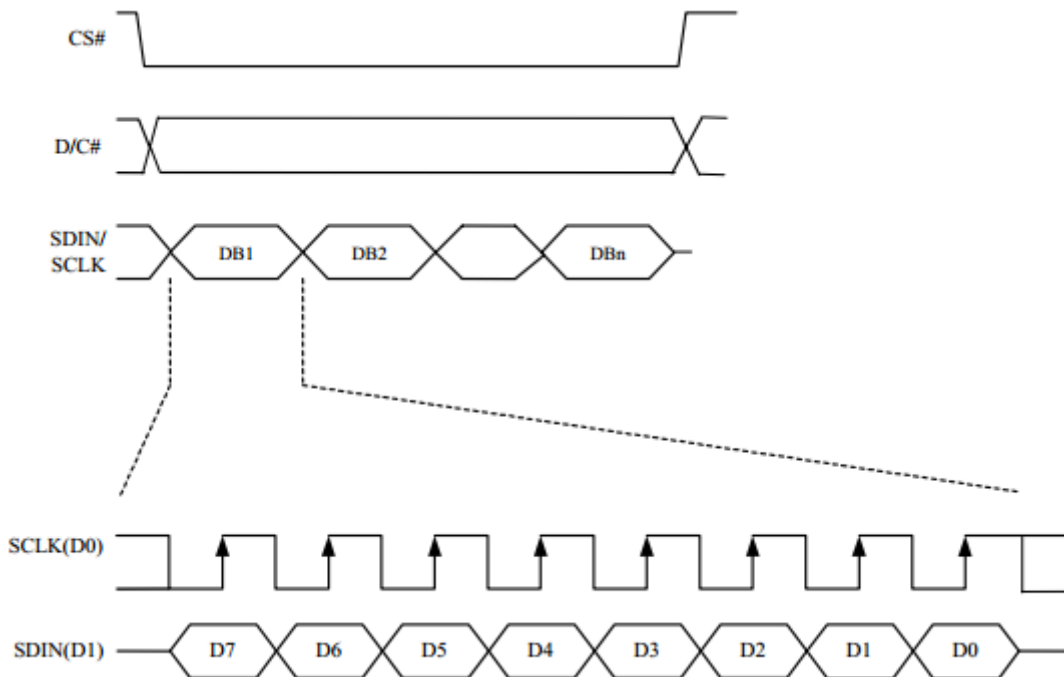 CS#
D/C#
SDIN/
SCLK
DB1 DB2 DBn
SCLK(D0)
SDIN(D1) D7 D6 D5 D4 D3 D2 D1 D0